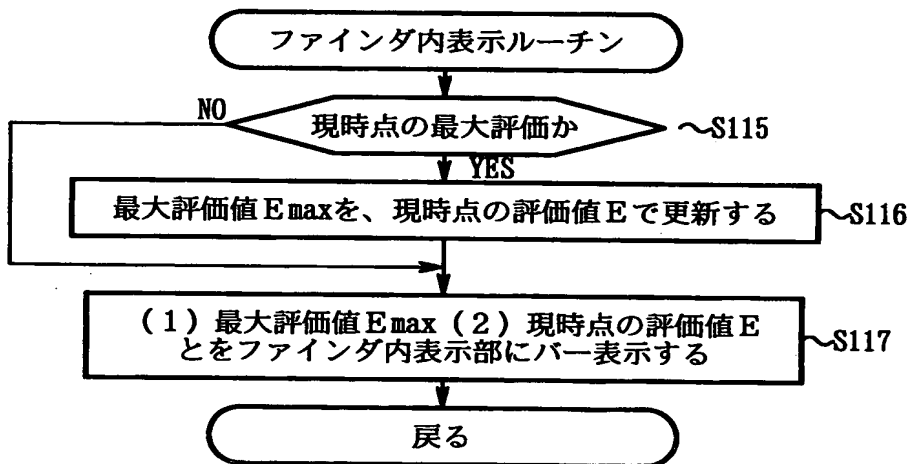 ファインダ内表示ルーチン
NO
現時点の最大評価か
S115
YES
最大評価値Emaxを、現時点の評価値Eで更新する
S116
(1)最大評価値Emax(2)現時点の評価値E
とをファインダ内表示部にバー表示する
S117
戻る